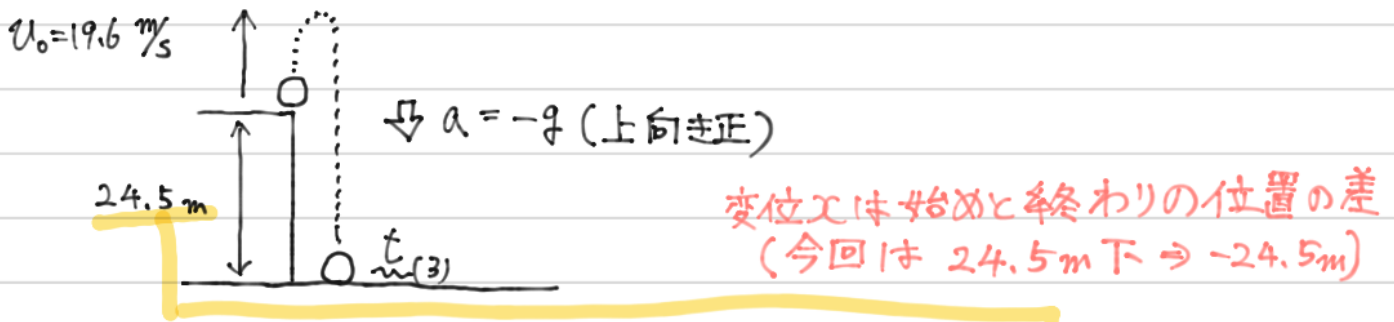 v₀=19.6 m/s
a = -g (上向き正)
24.5m
変位xは始めと終わりの位置の差
(今回は 24.5m下 ⇒ -24.5m)
t (3)